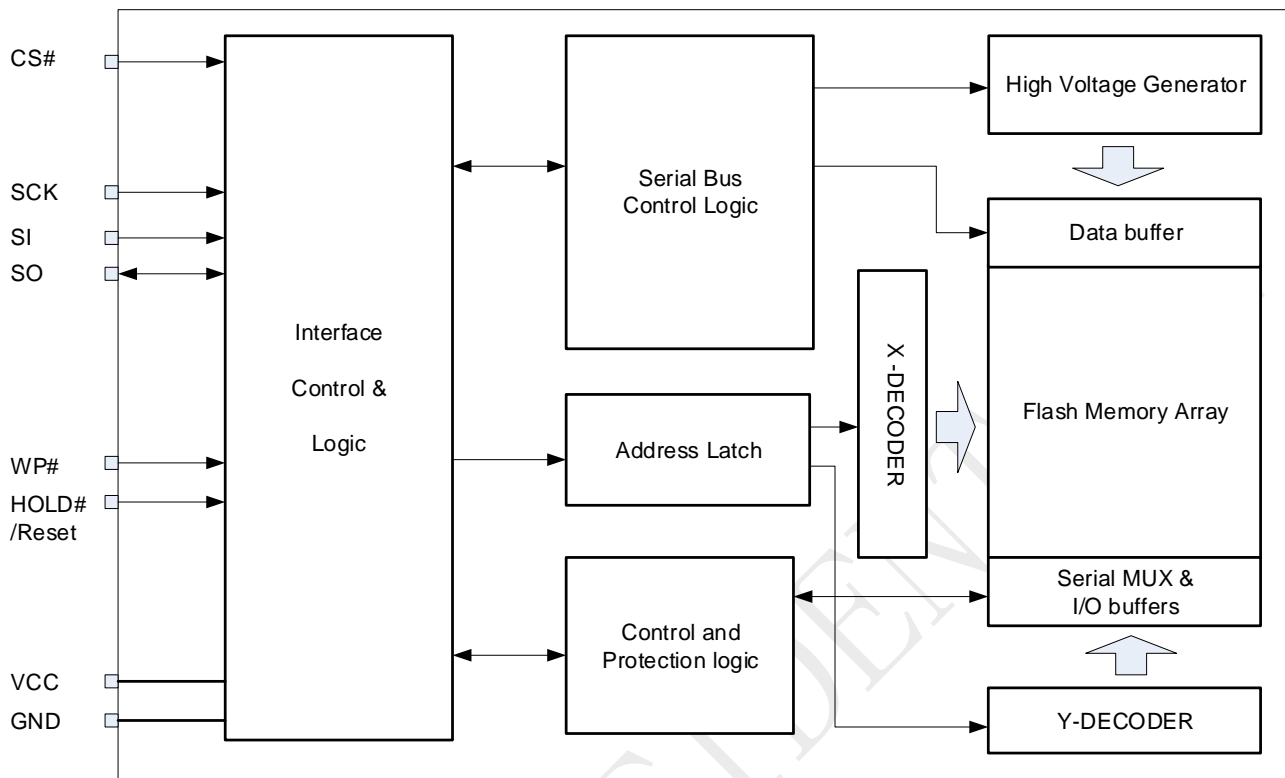 CS#
SCK
SI
SO
WP#
HOLD#
/Reset
VCC
GND
Interface
Control &
Logic
Serial Bus
Control Logic
Address Latch
Control and
Protection logic
X -DECODER
High Voltage Generator
Data buffer
Flash Memory Array
Serial MUX &
I/O buffers
Y-DECODER